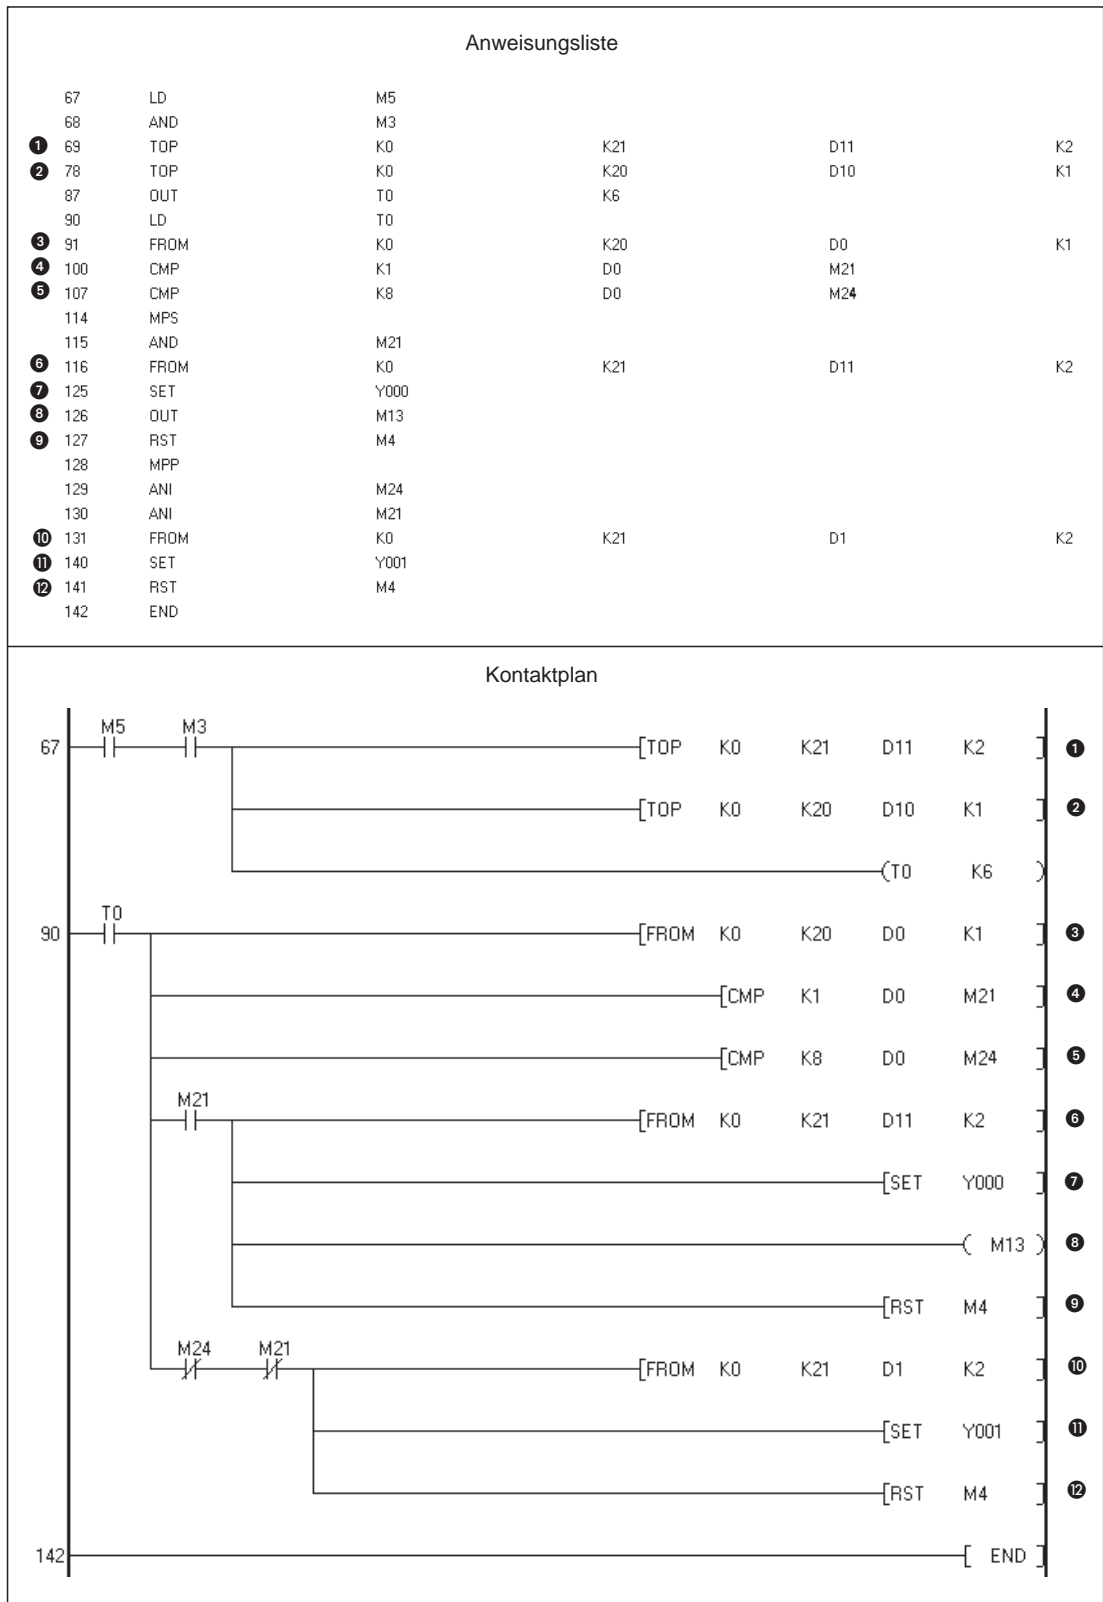 Anweisungsliste
67 LD M5
68 AND M3
❶ 69 TOP K0 K21 D11 K2
❷ 78 TOP K0 K20 D10 K1
87 OUT T0 K6
90 LD T0
❸ 91 FROM K0 K20 D0 K1
❹ 100 CMP K1 D0 M21
❺ 107 CMP K8 D0 M24
114 MPS
115 AND M21
❻ 116 FROM K0 K21 D11 K2
❼ 125 SET Y000
❽ 126 OUT M13
❾ 127 RST M4
128 MPP
129 ANI M24
130 ANI M21
❿ 131 FROM K0 K21 D1 K2
⓫ 140 SET Y001
⓬ 141 RST M4
142 END
Kontaktplan
M5 M3
67 [TOP K0 K21 D11 K2 ] ❶
[TOP K0 K20 D10 K1 ] ❷
(T0 K6 )
T0
90 [FROM K0 K20 D0 K1 ] ❸
[CMP K1 D0 M21 ] ❹
[CMP K8 D0 M24 ] ❺
M21
[FROM K0 K21 D11 K2 ] ❻
[SET Y000 ] ❼
( M13 ) ❽
[RST M4 ] ❾
M24 M21
[FROM K0 K21 D1 K2 ] ❿
[SET Y001 ] ⓫
[RST M4 ] ⓬
142 [ END ]